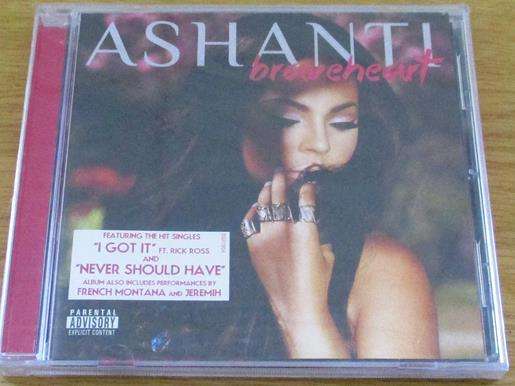 ASHANTI
braveheart
FEATURING THE HIT SINGLES
"I GOT IT" FT. RICK ROSS
AND
"NEVER SHOULD HAVE"
ALBUM ALSO INCLUDES PERFORMANCES BY
FRENCH MONTANA AND JEREMIH
PARENTAL
ADVISORY
EXPLICIT CONTENT